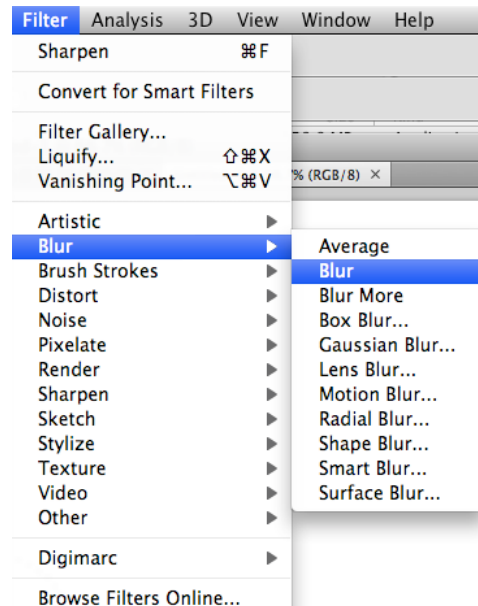 Filter Analysis 3D View Window Help
Sharpen ⌘F
Convert for Smart Filters
Filter Gallery...
Liquify... ⇧⌘X
Vanishing Point... ⌥⌘V
% (RGB/8) ×
Artistic
Blur
Brush Strokes
Distort
Noise
Pixelate
Render
Sharpen
Sketch
Stylize
Texture
Video
Other
Digimarc
Browse Filters Online...
Average
Blur
Blur More
Box Blur...
Gaussian Blur...
Lens Blur...
Motion Blur...
Radial Blur...
Shape Blur...
Smart Blur...
Surface Blur...